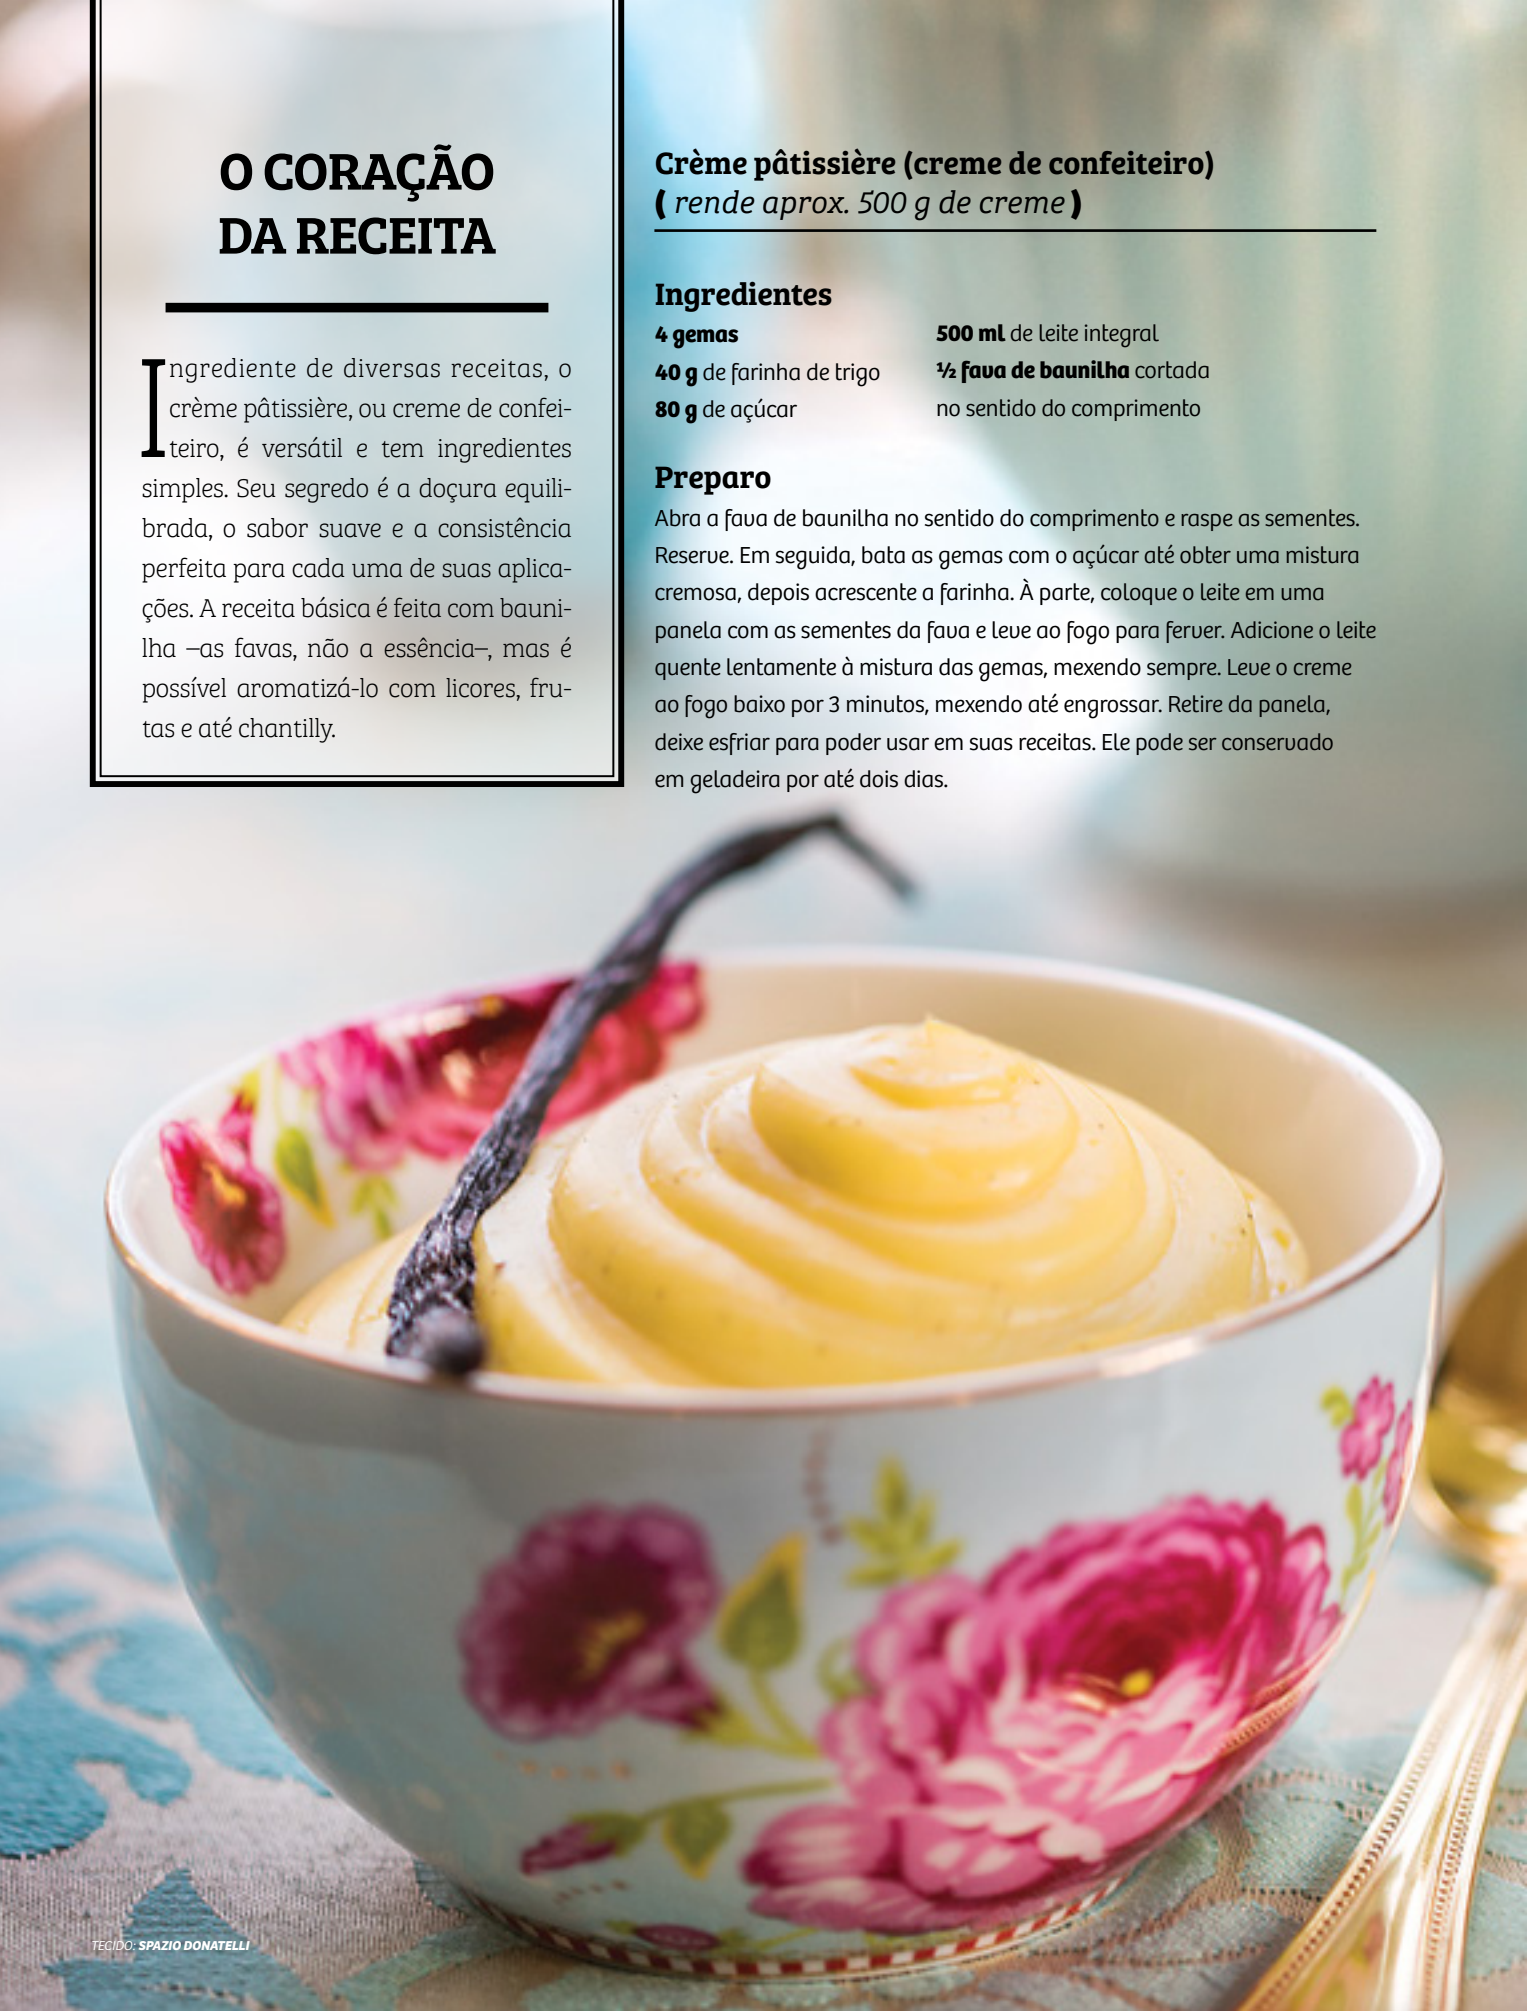 O CORAÇÃO
DA RECEITA
Ingrediente de diversas receitas, o
crème pâtissière, ou creme de confei-
teiro, é versátil e tem ingredientes
simples. Seu segredo é a doçura equili-
brada, o sabor suave e a consistência
perfeita para cada uma de suas aplica-
ções. A receita básica é feita com bauni-
lha –as favas, não a essência–, mas é
possível aromatizá-lo com licores, fru-
tas e até chantilly.
Crème pâtissière (creme de confeiteiro)
( rende aprox. 500 g de creme )
Ingredientes
4 gemas
40 g de farinha de trigo
80 g de açúcar
500 ml de leite integral
½ fava de baunilha cortada
no sentido do comprimento
Preparo
Abra a fava de baunilha no sentido do comprimento e raspe as sementes.
Reserve. Em seguida, bata as gemas com o açúcar até obter uma mistura
cremosa, depois acrescente a farinha. À parte, coloque o leite em uma
panela com as sementes da fava e leve ao fogo para ferver. Adicione o leite
quente lentamente à mistura das gemas, mexendo sempre. Leve o creme
ao fogo baixo por 3 minutos, mexendo até engrossar. Retire da panela,
deixe esfriar para poder usar em suas receitas. Ele pode ser conservado
em geladeira por até dois dias.
TECIDO: SPAZIO DONATELLI